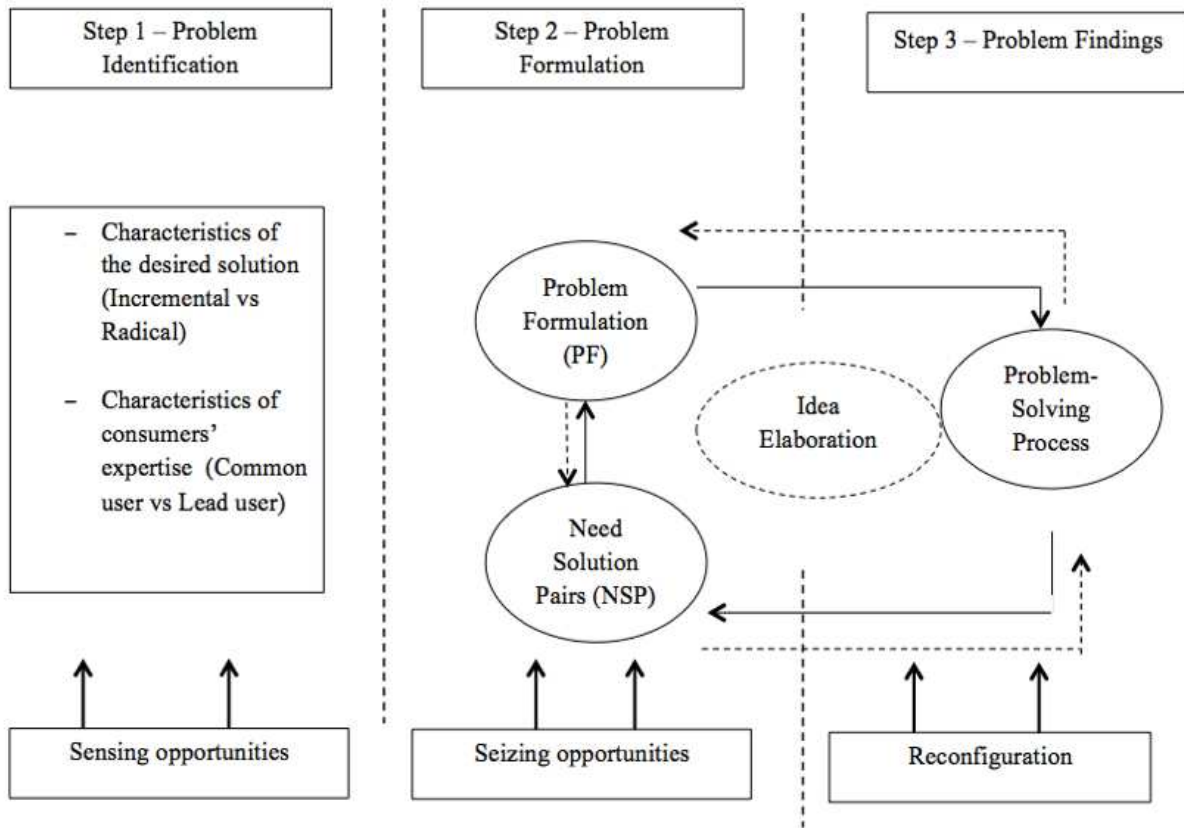 Step 1 – Problem
Identification
Step 2 – Problem
Formulation
Step 3 – Problem Findings
– Characteristics of
the desired solution
(Incremental vs
Radical)
– Characteristics of
consumers’
expertise (Common
user vs Lead user)
Problem
Formulation
(PF)
Idea
Elaboration
Problem-
Solving
Process
Need
Solution
Pairs (NSP)
Sensing opportunities
Seizing opportunities
Reconfiguration